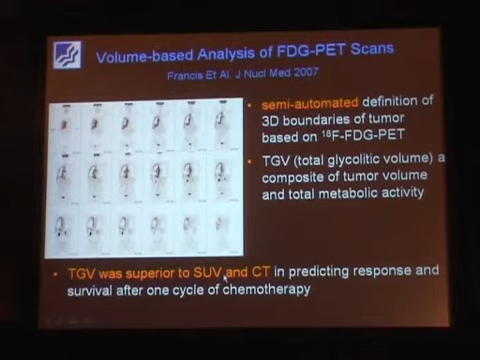 Volume-based Analysis of FDG-PET Scans
Francis Et Al. J Nucl Med 2007
• semi-automated definition of
3D boundaries of tumor
based on ¹⁸F-FDG-PET
• TGV (total glycolitic volume) a
composite of tumor volume
and total metabolic activity
• TGV was superior to SUV and CT in predicting response and
survival after one cycle of chemotherapy